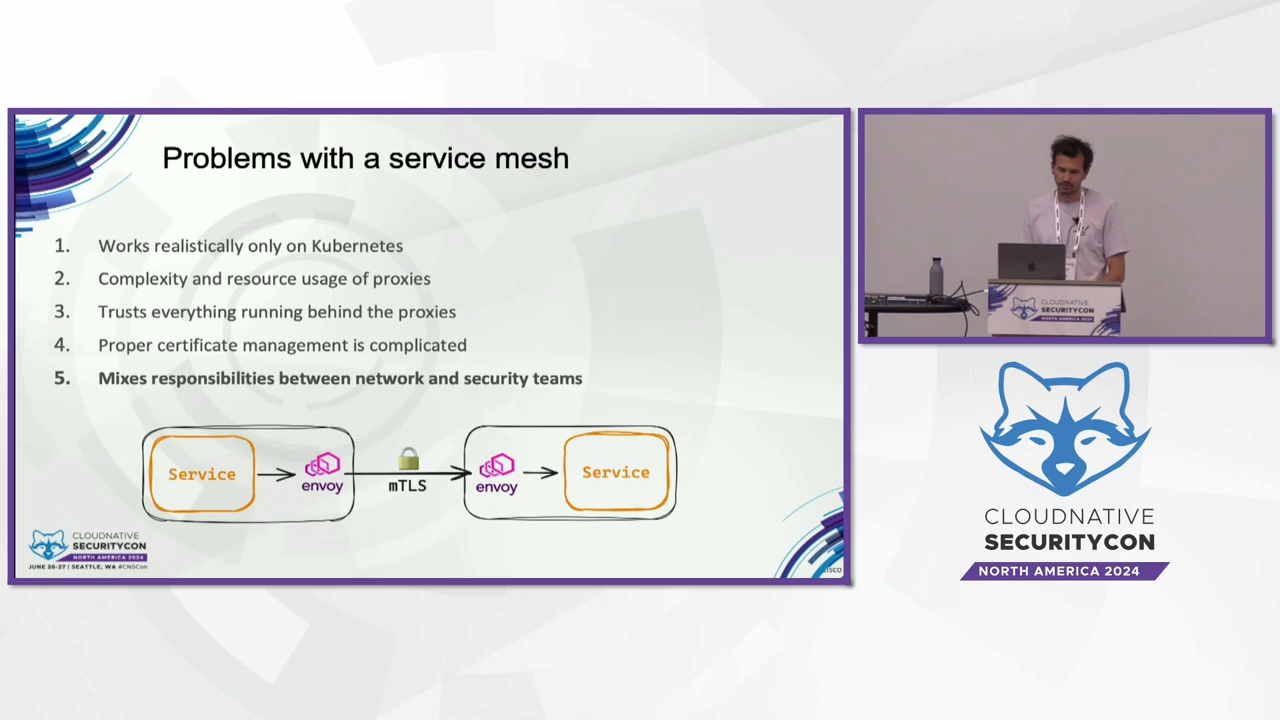 Problems with a service mesh
1. Works realistically only on Kubernetes
2. Complexity and resource usage of proxies
3. Trusts everything running behind the proxies
4. Proper certificate management is complicated
5. Mixes responsibilities between network and security teams
Service
envoy
mTLS
envoy
Service
CLOUDNATIVE
SECURITYCON
NORTH AMERICA 2024
JUNE 26-27 | SEATTLE, WA #CNSCon
CLOUDNATIVE
SECURITYCON
NORTH AMERICA 2024
CLOUDNATIVE
SECURITYCON
NORTH AMERICA 2024